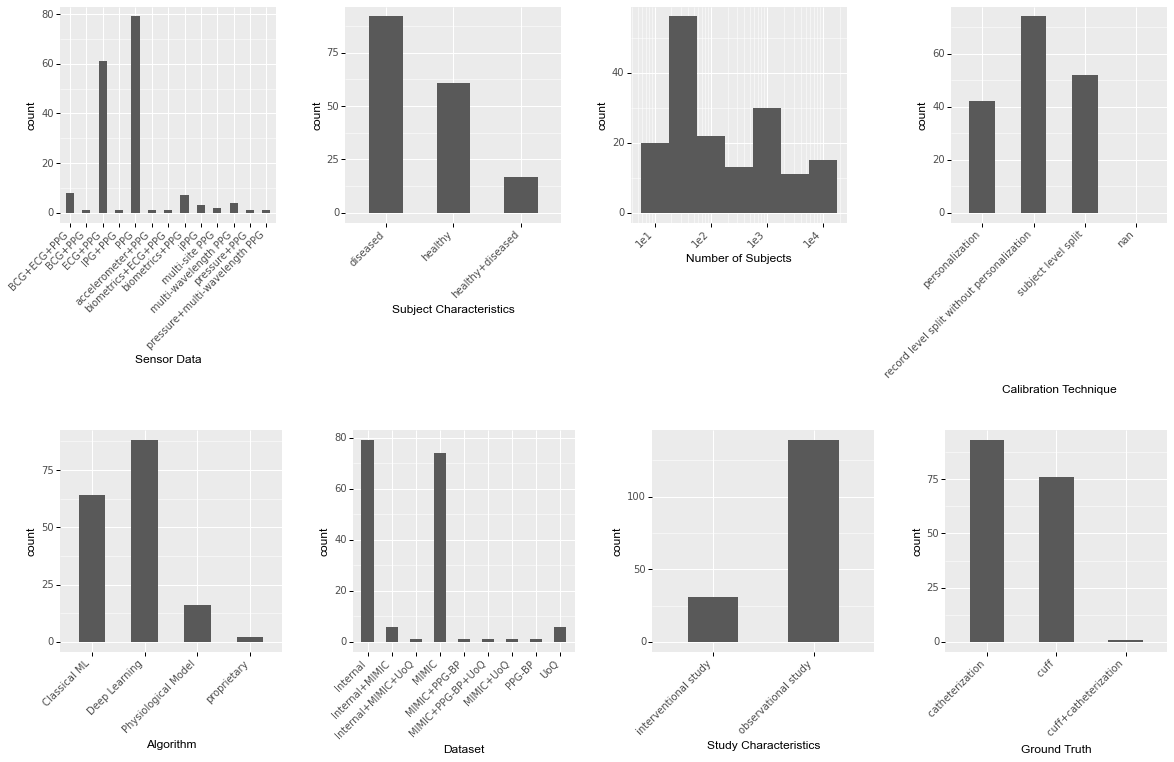 80
60
40
20
0
count
BCG+ECG+PPG
BCG+PPG
ECG+PPG
IPG+PPG
PPG
accelerometer+PPG
biometrics+ECG+PPG
biometrics+PPG
iPPG
multi-site PPG
multi-wavelength PPG
pressure+PPG
pressure+multi-wavelength PPG
Sensor Data
75
50
25
0
count
diseased
healthy
healthy+diseased
Subject Characteristics
40
20
0
count
1e1
1e2
1e3
1e4
Number of Subjects
60
40
20
0
count
personalization
record level split without personalization
subject level split
nan
Calibration Technique
75
50
25
0
count
Classical ML
Deep Learning
Physiological Model
proprietary
Algorithm
80
60
40
20
0
count
Internal
Internal+MIMIC
Internal+MIMIC+UoQ
MIMIC
MIMIC+PPG-BP
MIMIC+PPG-BP+UoQ
MIMIC+UoQ
PPG-BP
UoQ
Dataset
100
50
0
count
interventional study
observational study
Study Characteristics
75
50
25
0
count
catheterization
cuff
cuff+catheterization
Ground Truth